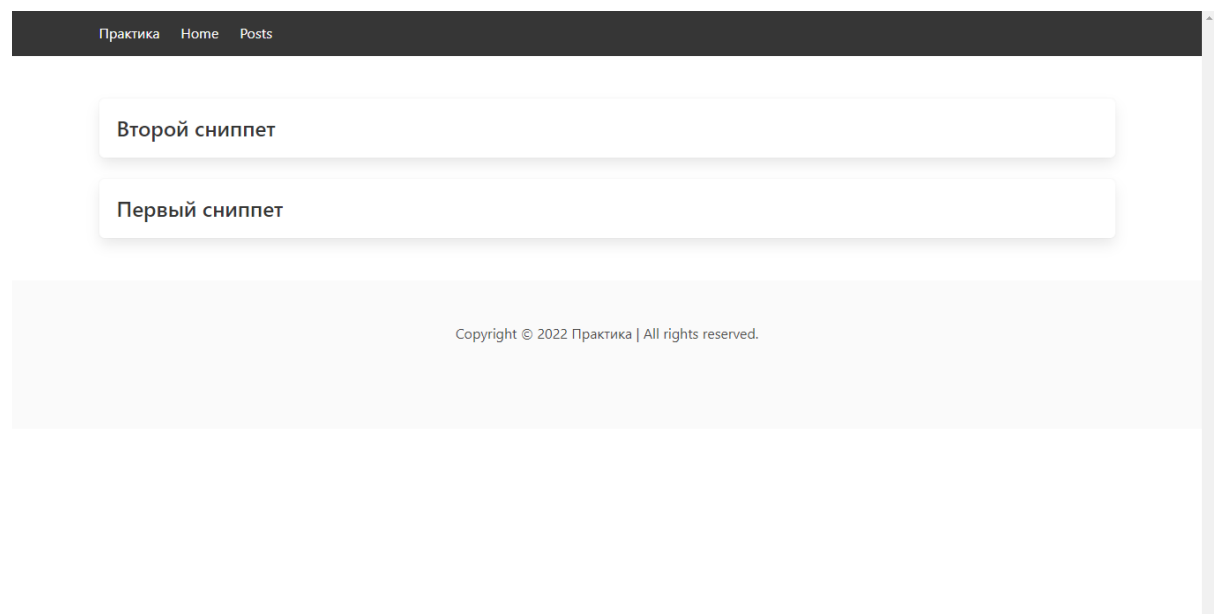 Практика Home Posts
Второй сниппет
Первый сниппет
Copyright © 2022 Практика | All rights reserved.